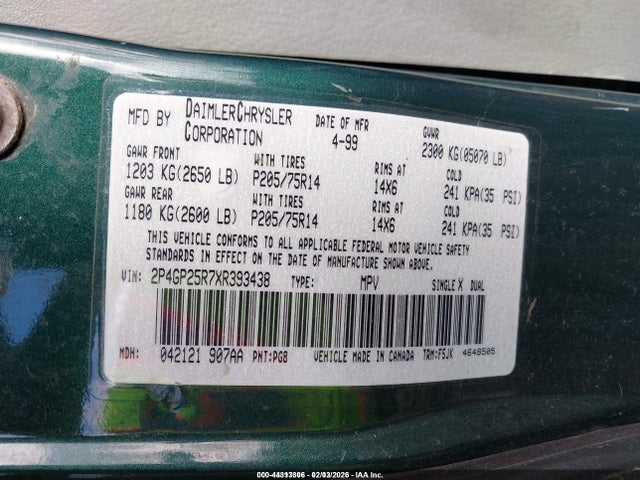 MFD BY DAIMLERCHRYSLER CORPORATION DATE OF MFR 4-99 GVWR 2300 KG(05070 LB)
GAWR FRONT WITH TIRES RIMS AT COLD
1203 KG(2650 LB) P205/75R14 14X6 241 KPA(35 PSI)
GAWR REAR WITH TIRES RIMS AT COLD
1180 KG(2600 LB) P205/75R14 14X6 241 KPA(35 PSI)
THIS VEHICLE CONFORMS TO ALL APPLICABLE FEDERAL MOTOR VEHICLE SAFETY
STANDARDS IN EFFECT ON THE DATE OF MANUFACTURE SHOWN ABOVE.
VIN: 2P4GP25R7XR393438 TYPE: MPV SINGLE X DUAL
MDH: 042121 907AA PNT:PG8 VEHICLE MADE IN CANADA TRM:FSJK 4648505
000-44313306 - 02/03/2026 - IAA Inc.